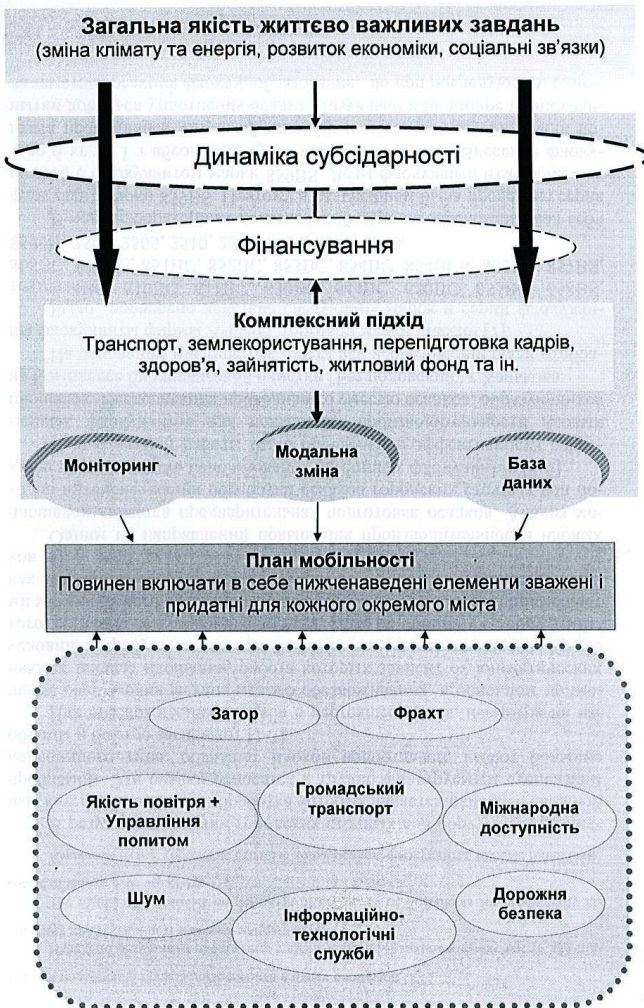 Загальна якість життєво важливих завдань
(зміна клімату та енергія, розвиток економіки, соціальні зв'язки)
Динаміка субсідарності
Фінансування
Комплексний підхід
Транспорт, землекористування, перепідготовка кадрів,
здоров'я, зайнятість, житловий фонд та ін.
Моніторинг
Модальна
зміна
База
даних
План мобільності
Повинен включати в себе нижченаведені елементи зважені і
придатні для кожного окремого міста
Затор
Фрахт
Якість повітря +
Управління
попитом
Громадський
транспорт
Міжнародна
доступність
Шум
Інформаційно-
технологічні
служби
Дорожня
безпека